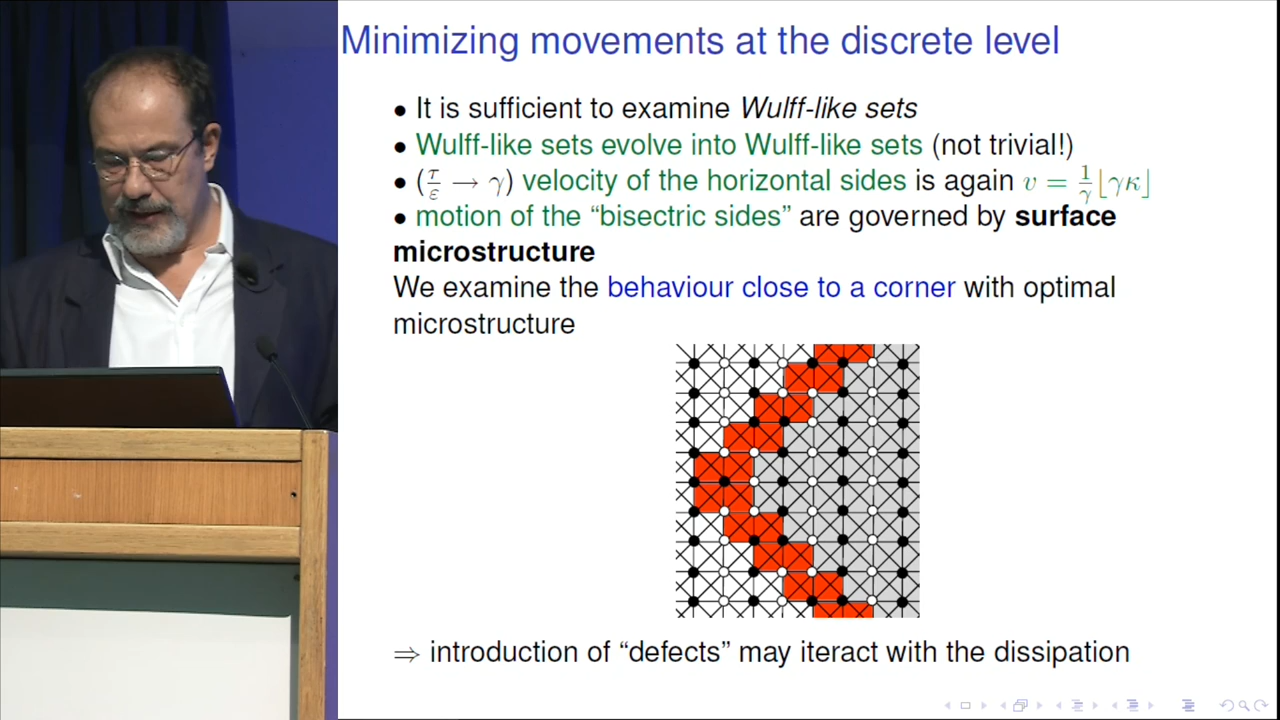 Minimizing movements at the discrete level
• It is sufficient to examine Wulff-like sets
• Wulff-like sets evolve into Wulff-like sets (not trivial!)
• (τ/ε → γ) velocity of the horizontal sides is again v = 1/γ ⌊γκ⌋
• motion of the “bisectric sides” are governed by surface
microstructure
We examine the behaviour close to a corner with optimal
microstructure
⇒ introduction of “defects” may interact with the dissipation